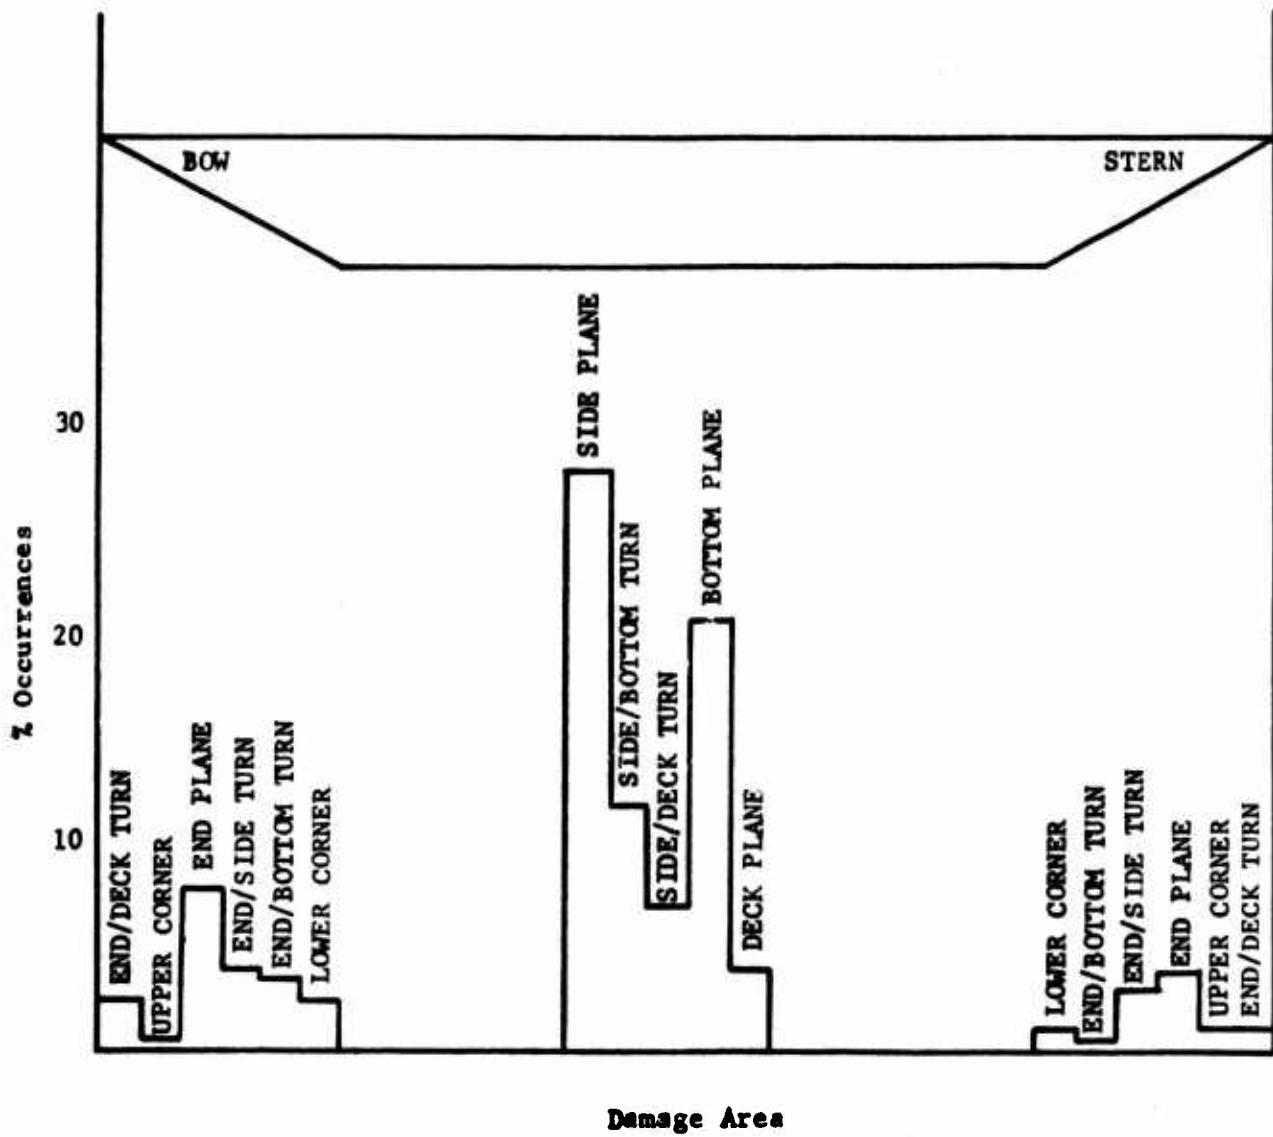 BOW
STERN
30
20
10
% Occurrences
END/DECK TURN
UPPER CORNER
END PLANE
END/SIDE TURN
END/BOTTOM TURN
LOWER CORNER
SIDE PLANE
SIDE/BOTTOM TURN
SIDE/DECK TURN
BOTTOM PLANE
DECK PLANE
LOWER CORNER
END/BOTTOM TURN
END/SIDE TURN
END PLANE
UPPER CORNER
END/DECK TURN
Damage Area